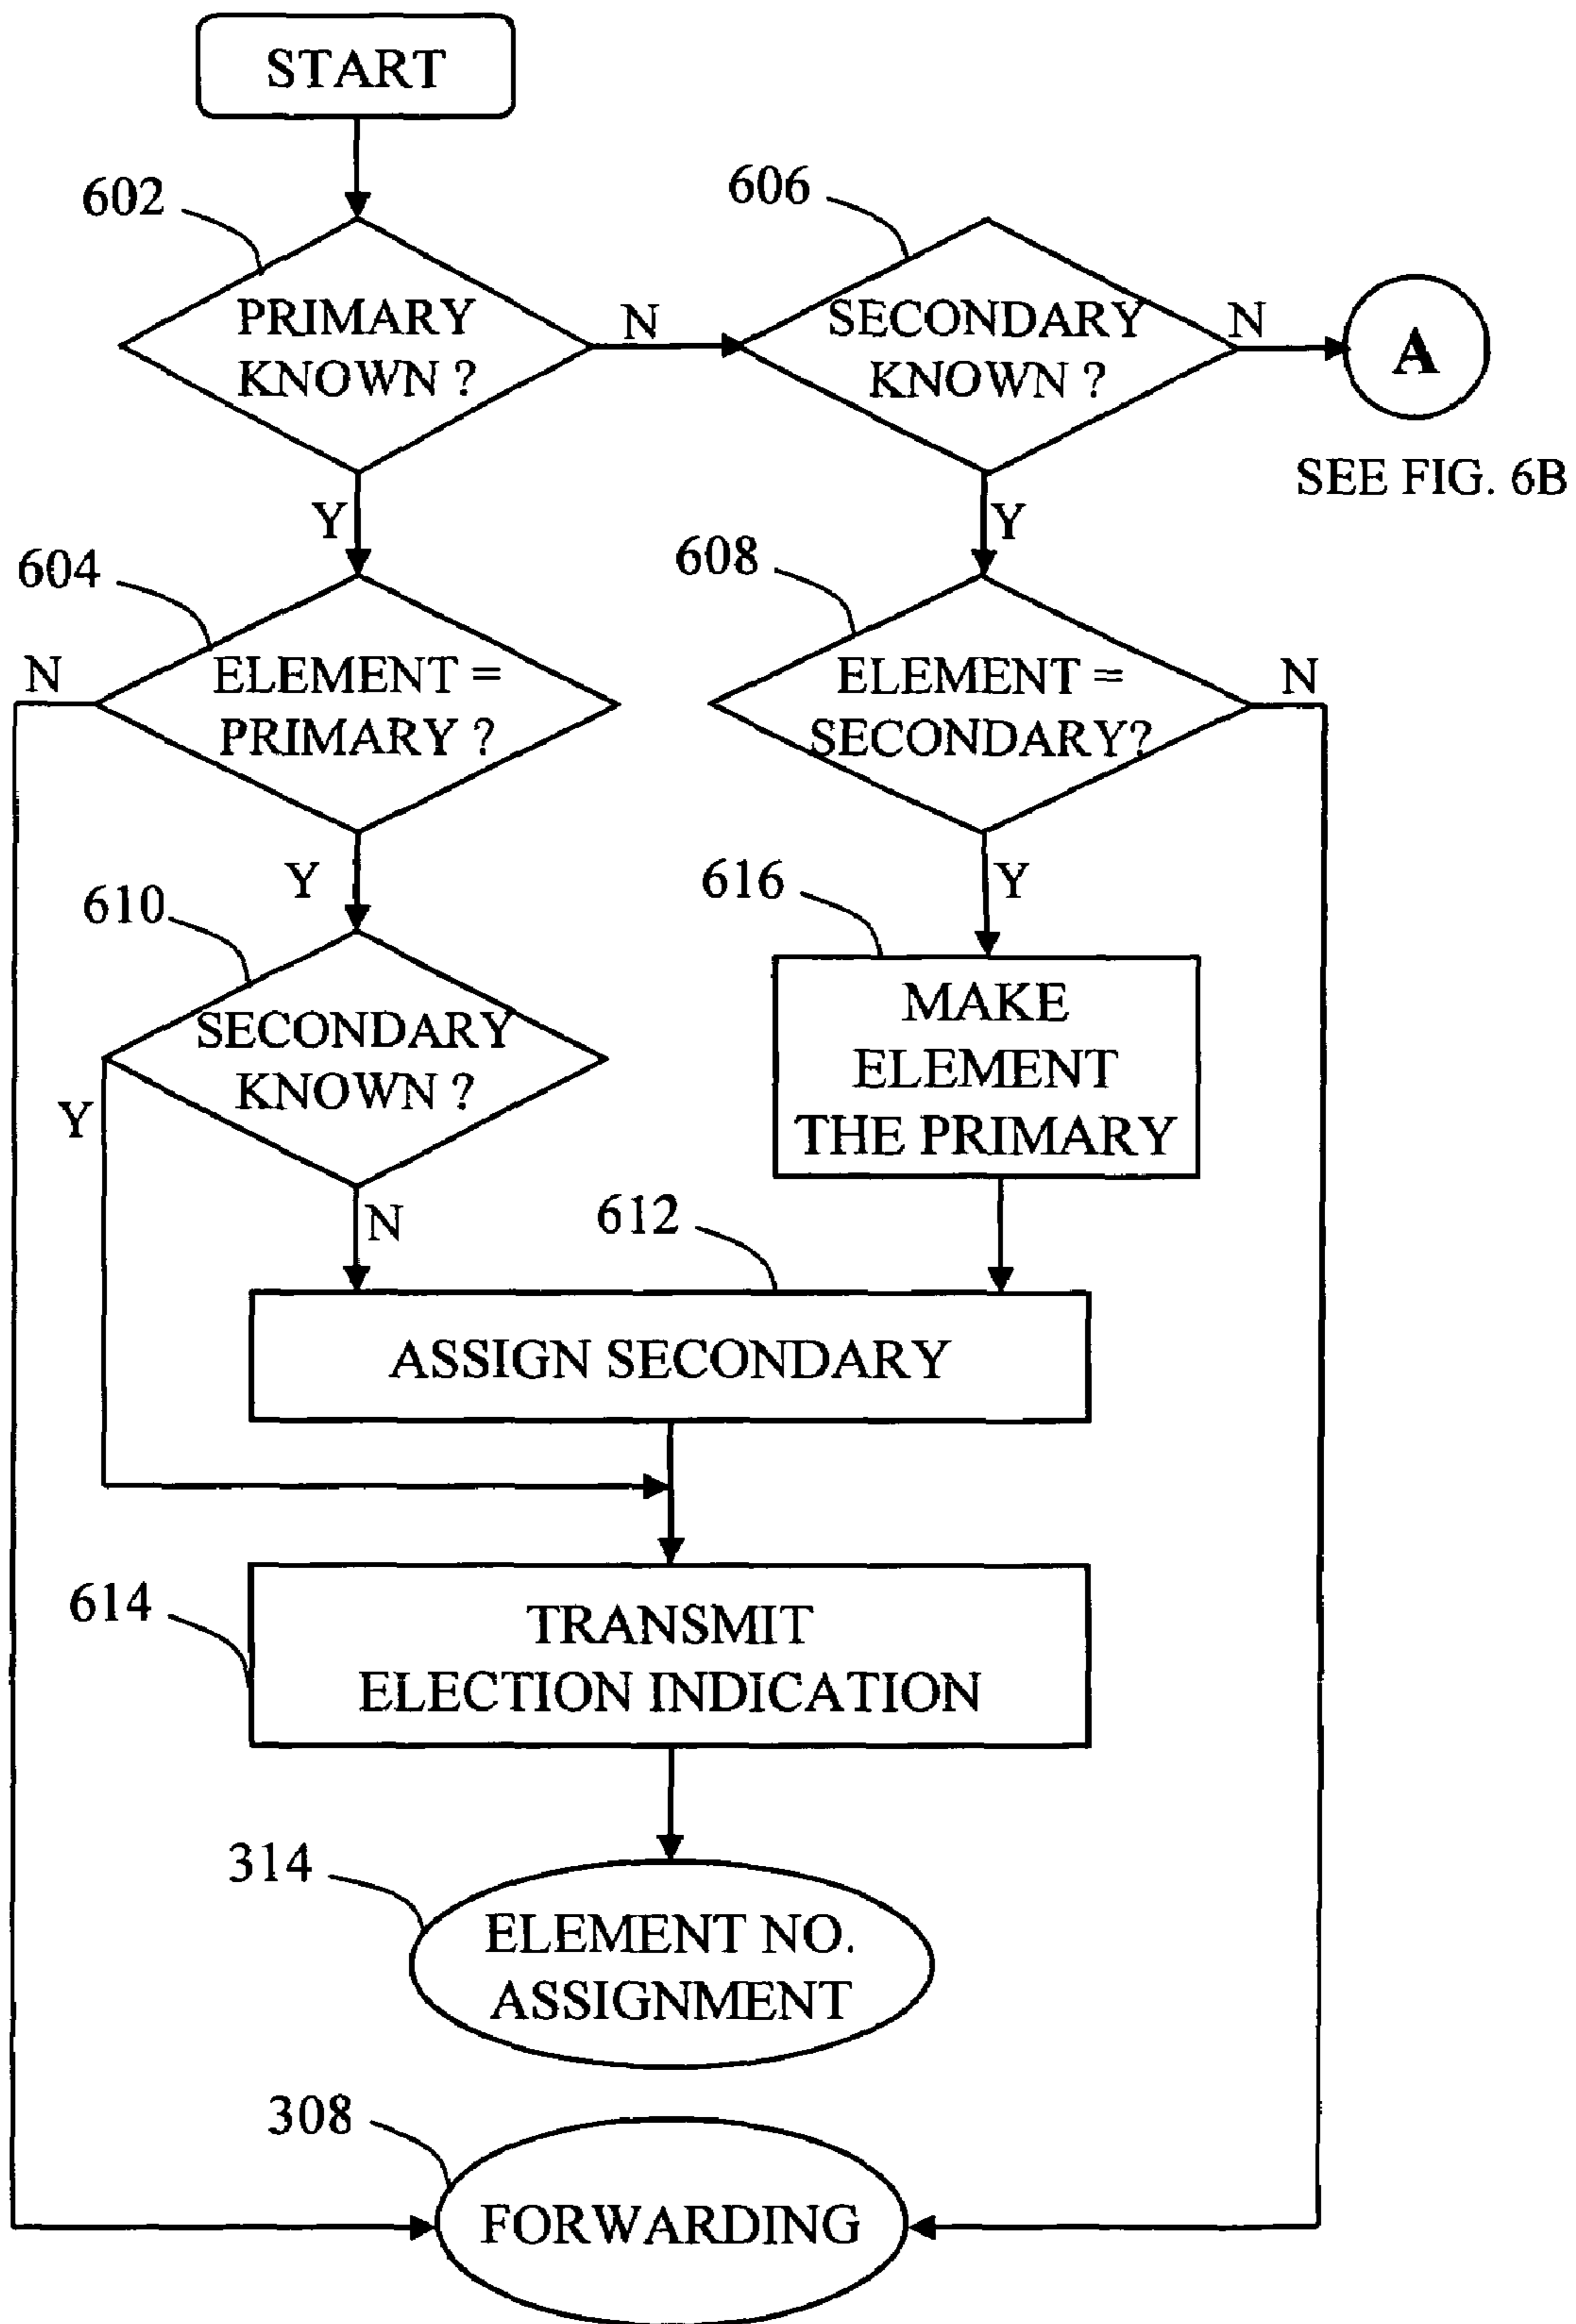 START
602
606
PRIMARY
KNOWN ?
N
SECONDARY
KNOWN ?
N
A
SEE FIG. 6B
Y
Y
604
608
N
ELEMENT =
PRIMARY ?
ELEMENT =
SECONDARY?
N
Y
Y
610
616
SECONDARY
KNOWN ?
MAKE
ELEMENT
THE PRIMARY
Y
N
612
ASSIGN SECONDARY
614
TRANSMIT
ELECTION INDICATION
314
ELEMENT NO.
ASSIGNMENT
308
FORWARDING